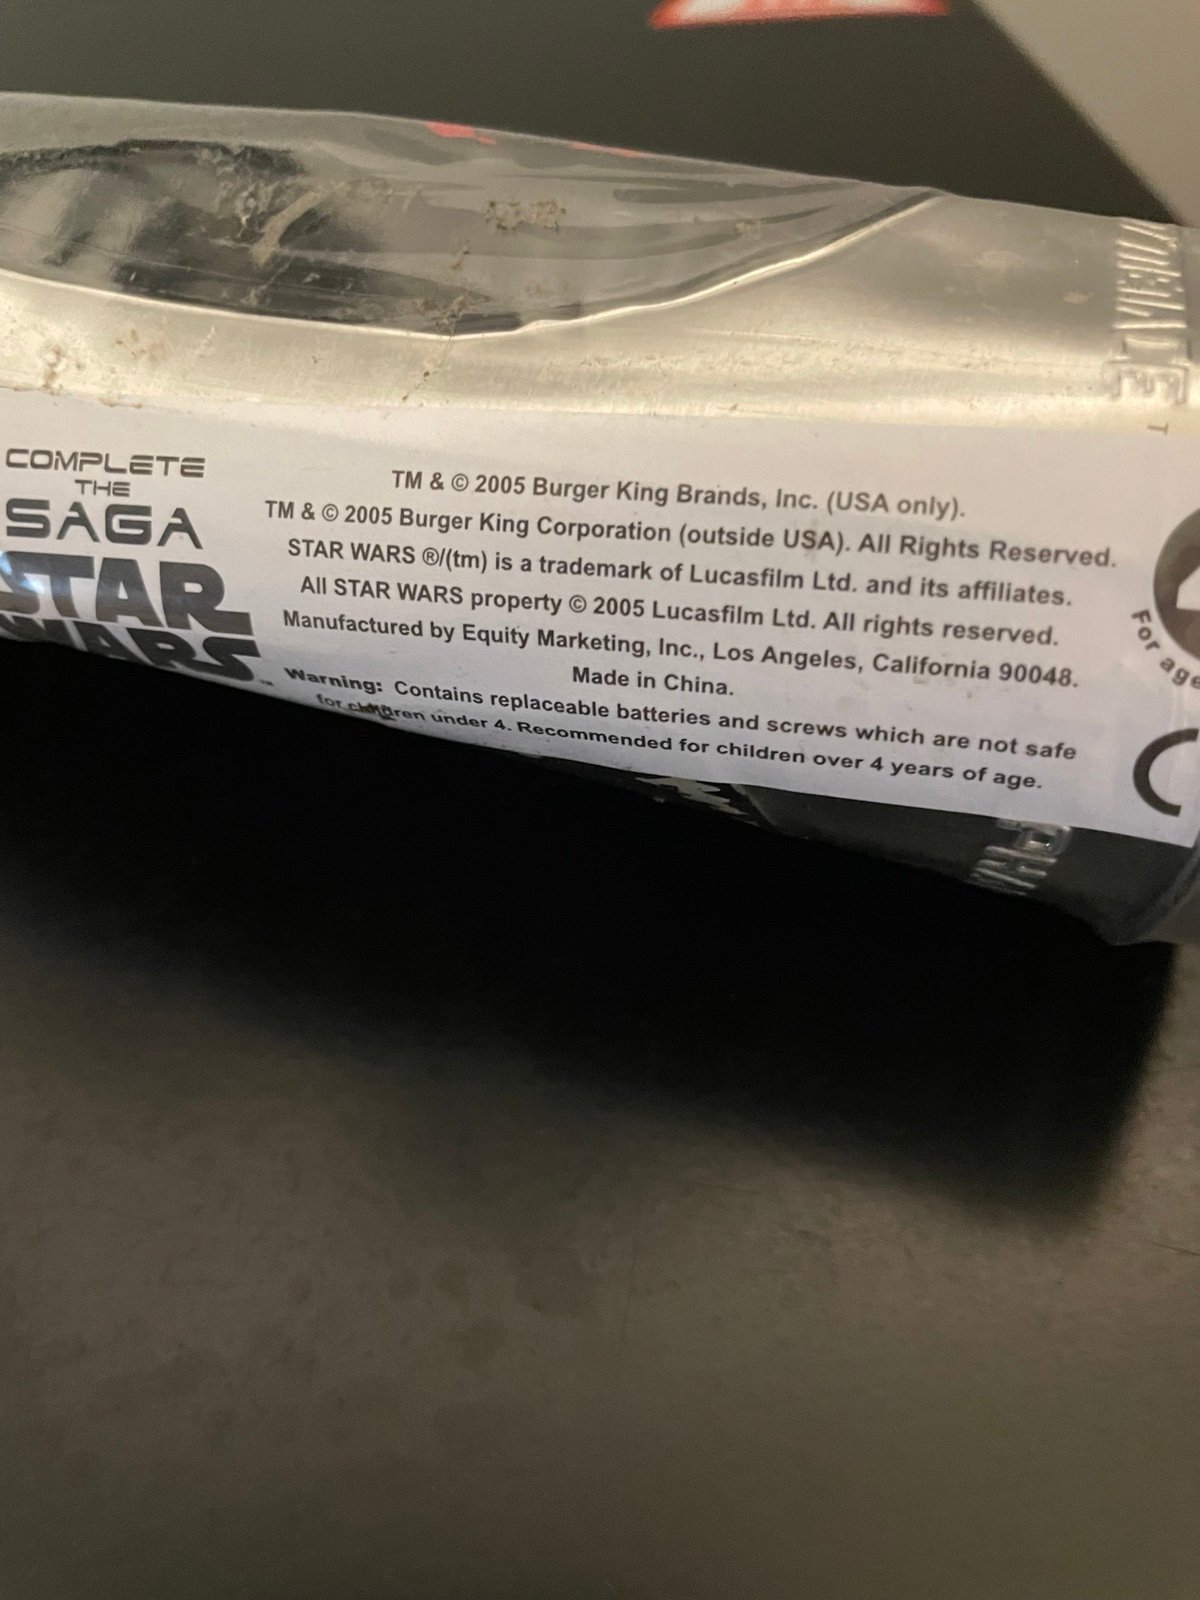 COMPLETE
THE
SAGA
STAR
WARS™
TM & © 2005 Burger King Brands, Inc. (USA only).
TM & © 2005 Burger King Corporation (outside USA). All Rights Reserved.
STAR WARS ®/(tm) is a trademark of Lucasfilm Ltd. and its affiliates.
All STAR WARS property © 2005 Lucasfilm Ltd. All rights reserved.
Manufactured by Equity Marketing, Inc., Los Angeles, California 90048.
Made in China.
Warning: Contains replaceable batteries and screws which are not safe
for children under 4. Recommended for children over 4 years of age.
For age